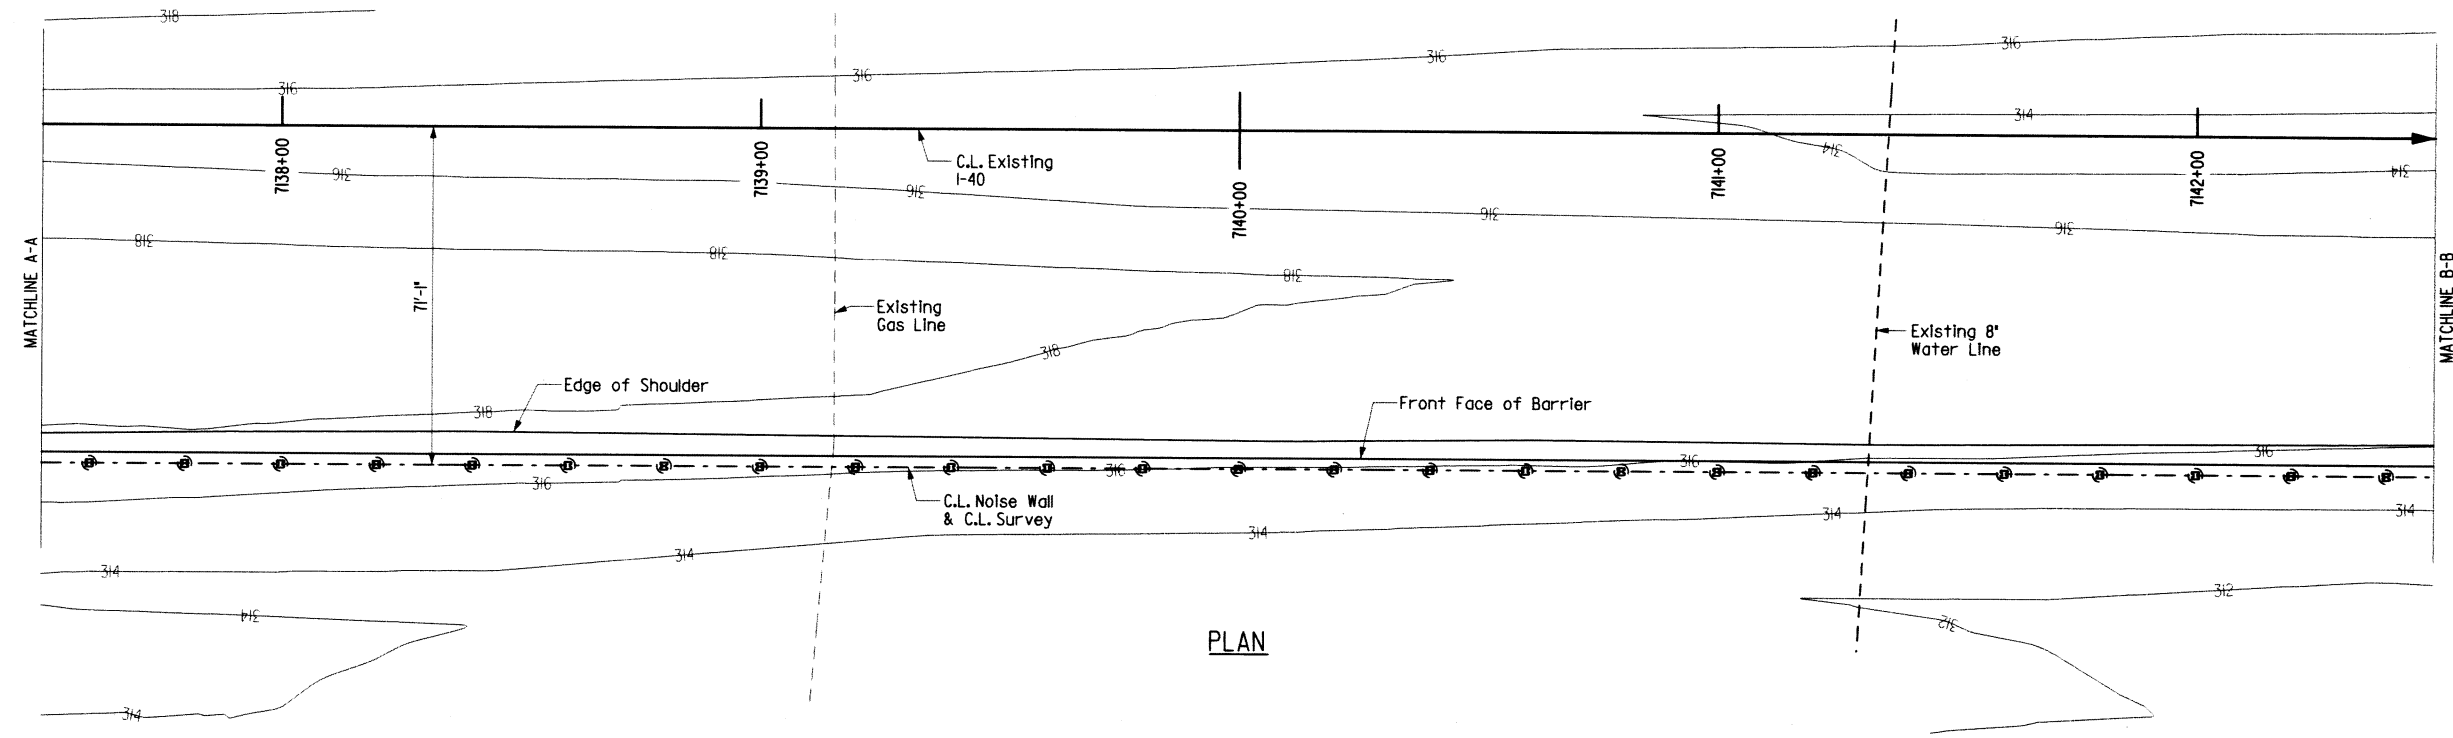 318
316
316
316
316
314
7138+00
7139+00
7140+00
7141+00
7142+00
C.L. Existing
I-40
314
314
316
316
316
316
318
318
318
MATCHLINE A-A
71'-1"
Existing
Gas Line
Existing 8"
Water Line
MATCHLINE B-B
318
Edge of Shoulder
318
Front Face of Barrier
316
316
316
316
C.L. Noise Wall
& C.L. Survey
314
314
314
314
314
312
314
312
PLAN
314